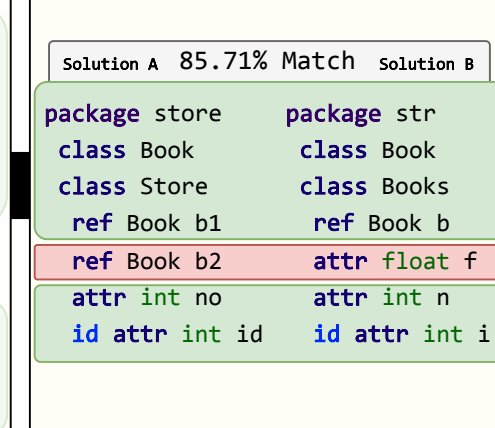 Solution A 85.71% Match Solution B
package store package str
class Book class Book
class Store class Books
ref Book b1 ref Book b
ref Book b2 attr float f
attr int no attr int n
id attr int id id attr int i